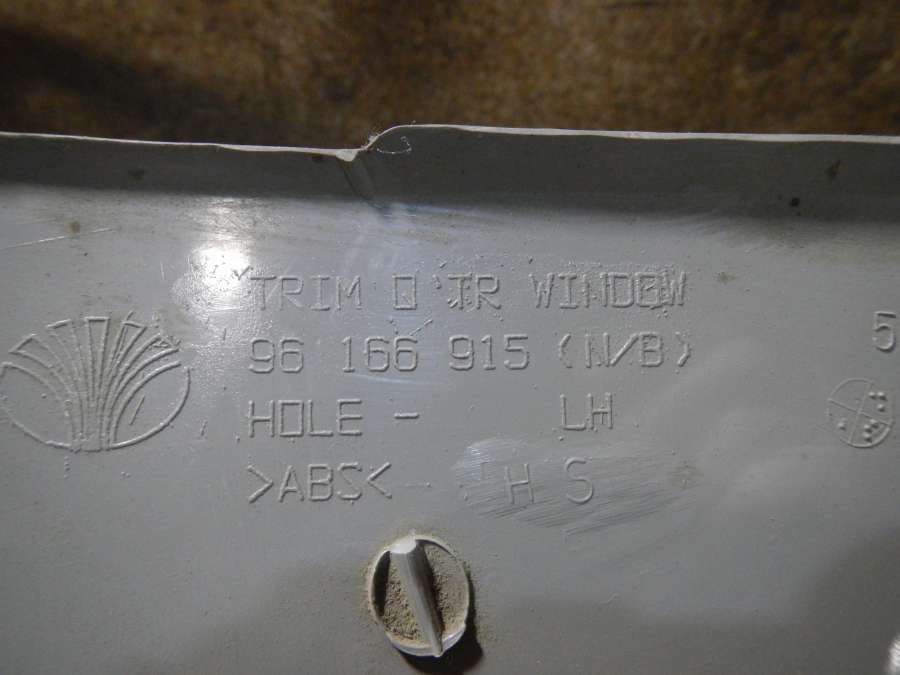 TRIM Q'TR WINDOW
96 166 915 (N/B)
5
HOLE - LH
>ABS< - H S